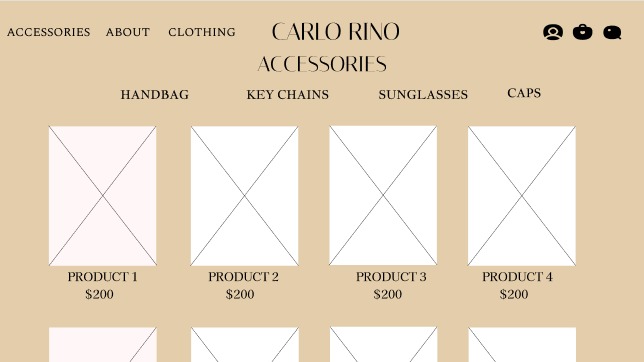 ACCESSORIES ABOUT CLOTHING CARLO RINO
ACCESSORIES
HANDBAG KEY CHAINS SUNGLASSES CAPS
PRODUCT 1 PRODUCT 2 PRODUCT 3 PRODUCT 4
$200 $200 $200 $200